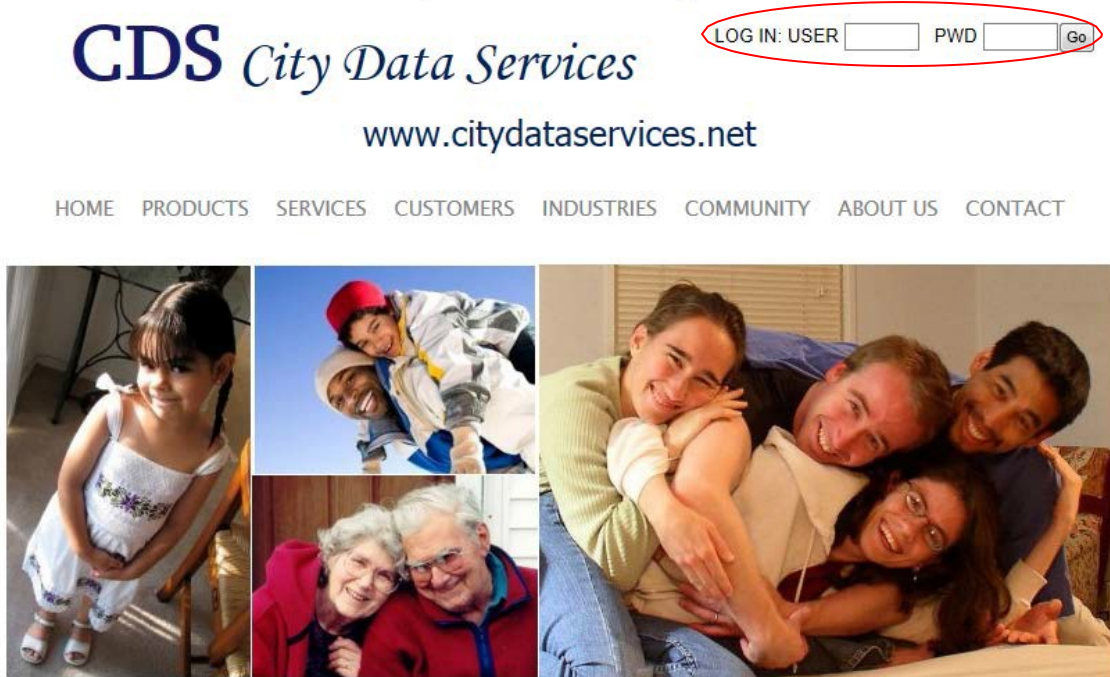 LOG IN: USER PWD Go
CDS City Data Services
www.citydataservices.net
HOME PRODUCTS SERVICES CUSTOMERS INDUSTRIES COMMUNITY ABOUT US CONTACT